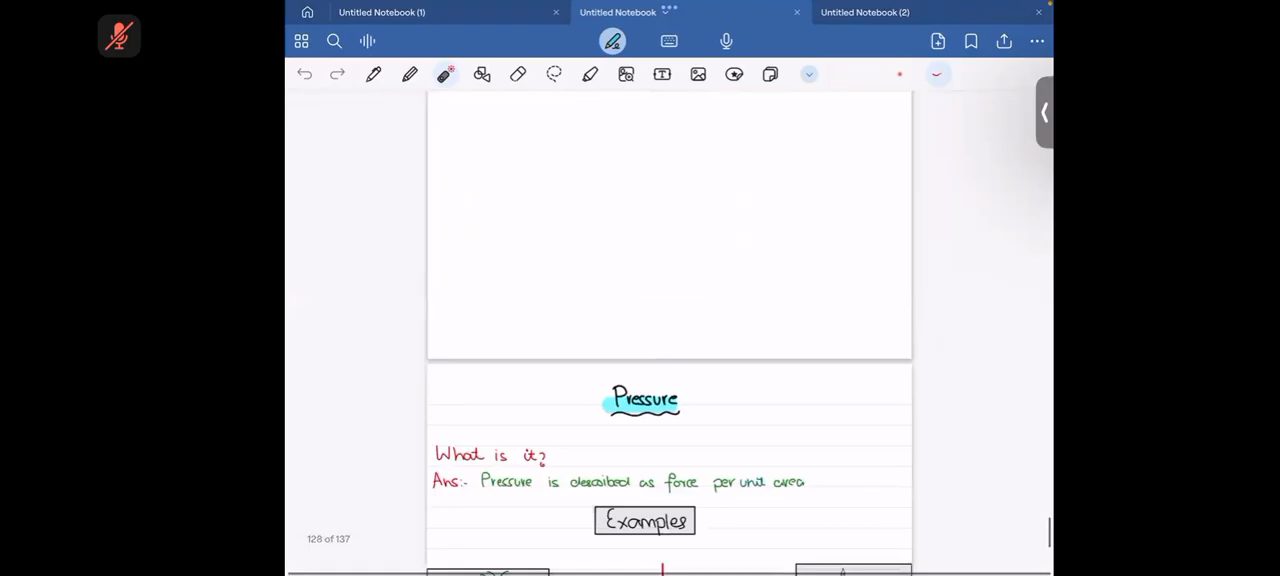 Untitled Notebook (1)
Untitled Notebook
Untitled Notebook (2)
Pressure
What is it?
Ans:- Pressure is described as force per unit area
Examples
128 of 137